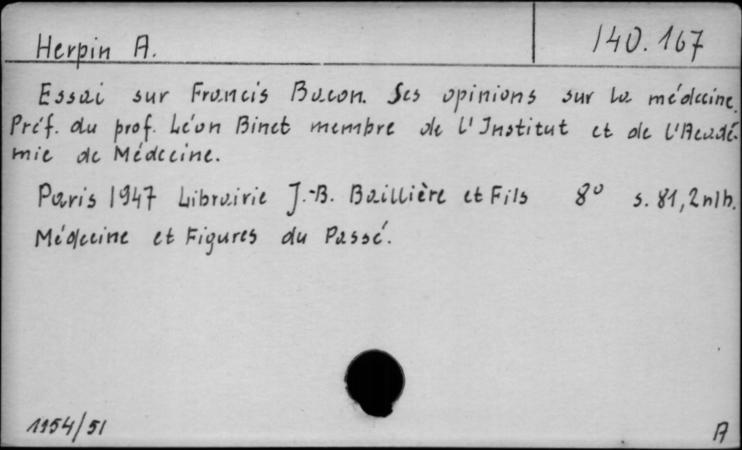 Herpin A.
140.167
Essai sur Francis Bacon. Ses opinions sur la médecine.
Préf. du prof. Léon Binet membre de l'Institut et de l'Acadé-
mie de Médecine.
Paris 1947 Librairie J.-B. Baillière et Fils 8° s. 81, 2nlb.
Médecine et Figures du Passé.
1154/51
A